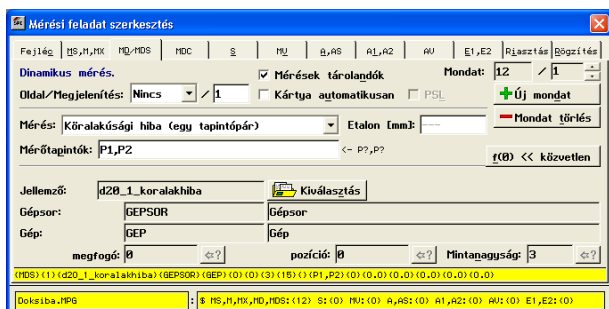 Mérési feladat szerkesztés
Fejléc MS,M,MX MD/MDS MDC S MU A,AS A1,A2 AV E1,E2 Riasztás Rögzítés
Dinamikus mérés. Mérések tárolandók Mondat: 12 / 1
Oldal/Megjelenítés: Nincs / 1 Kártya automatikusan PSL Új mondat
Mérés: Köralakúsági hiba (egy tapintópár) Etalon [mm]: --- Mondat törlés
Mérőtapintók: P1,P2 <- P?,P?
f(0) << közvetlen
Jellemző: d20_1_koralakhiba Kiválasztás
Gépsor: GEPSOR Gépsor
Gép: GEP Gép
megfogó: 0 <=? pozíció: 0 <=? Mintanagyság: 3 <=?
(MDS)(1)(d20_1_koralakhiba)(GEPSOR)(GEP)(0)(0)(3)(15)()(P1,P2)(0)(0.0)(0.0)(0.0)(0.0)(0.0)
Doksiba.MPG : $ MS,M,MX,MD,MDS:(12) S:(0) MU:(0) A,AS:(0) A1,A2:(0) AV:(0) E1,E2:(0)